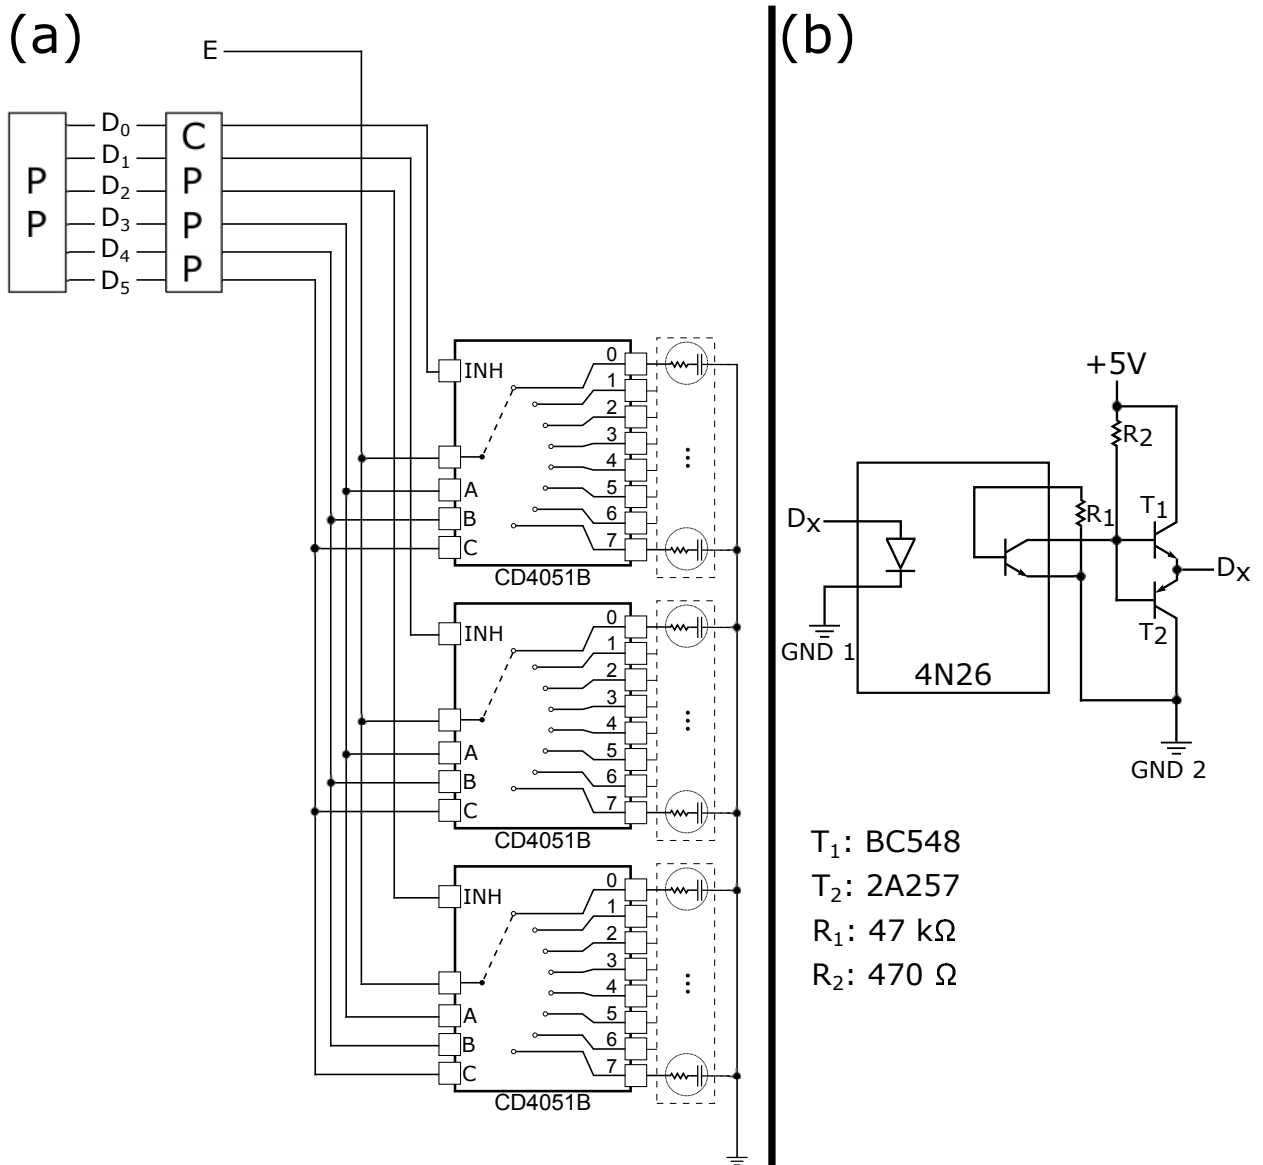 (a)
E
D0
D1
D2
D3
D4
D5
P
P
C
P
P
P
INH
A
B
C
0
1
2
3
4
5
6
7
CD4051B
INH
A
B
C
0
1
2
3
4
5
6
7
CD4051B
INH
A
B
C
0
1
2
3
4
5
6
7
CD4051B
(b)
+5V
R2
R1
T1
DX
DX
T2
GND 1
4N26
GND 2
T1: BC548
T2: 2A257
R1: 47 kΩ
R2: 470 Ω